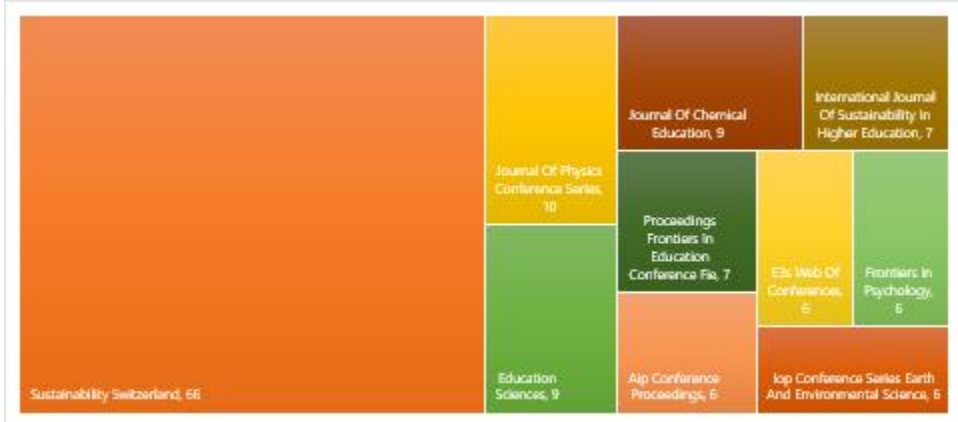 Sustainability Switzerland, 66
Journal Of Physics
Conference Series,
10
Education
Sciences, 9
Journal Of Chemical
Education, 9
International Journal
Of Sustainability In
Higher Education, 7
Proceedings
Frontiers In
Education
Conference Fie, 7
E3s Web Of
Conferences,
6
Frontiers In
Psychology,
6
Aip Conference
Proceedings, 6
Iop Conference Series Earth
And Environmental Science, 6